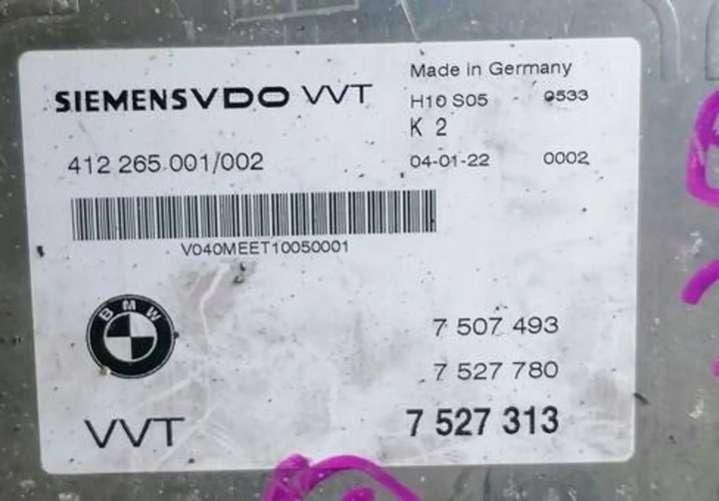 SIEMENSVDO VVT
Made in Germany
H10 S05 0533
K 2
412 265.001/002
04-01-22 0002
V040MEET10050001
BMW
7 507 493
7 527 780
VVT
7 527 313